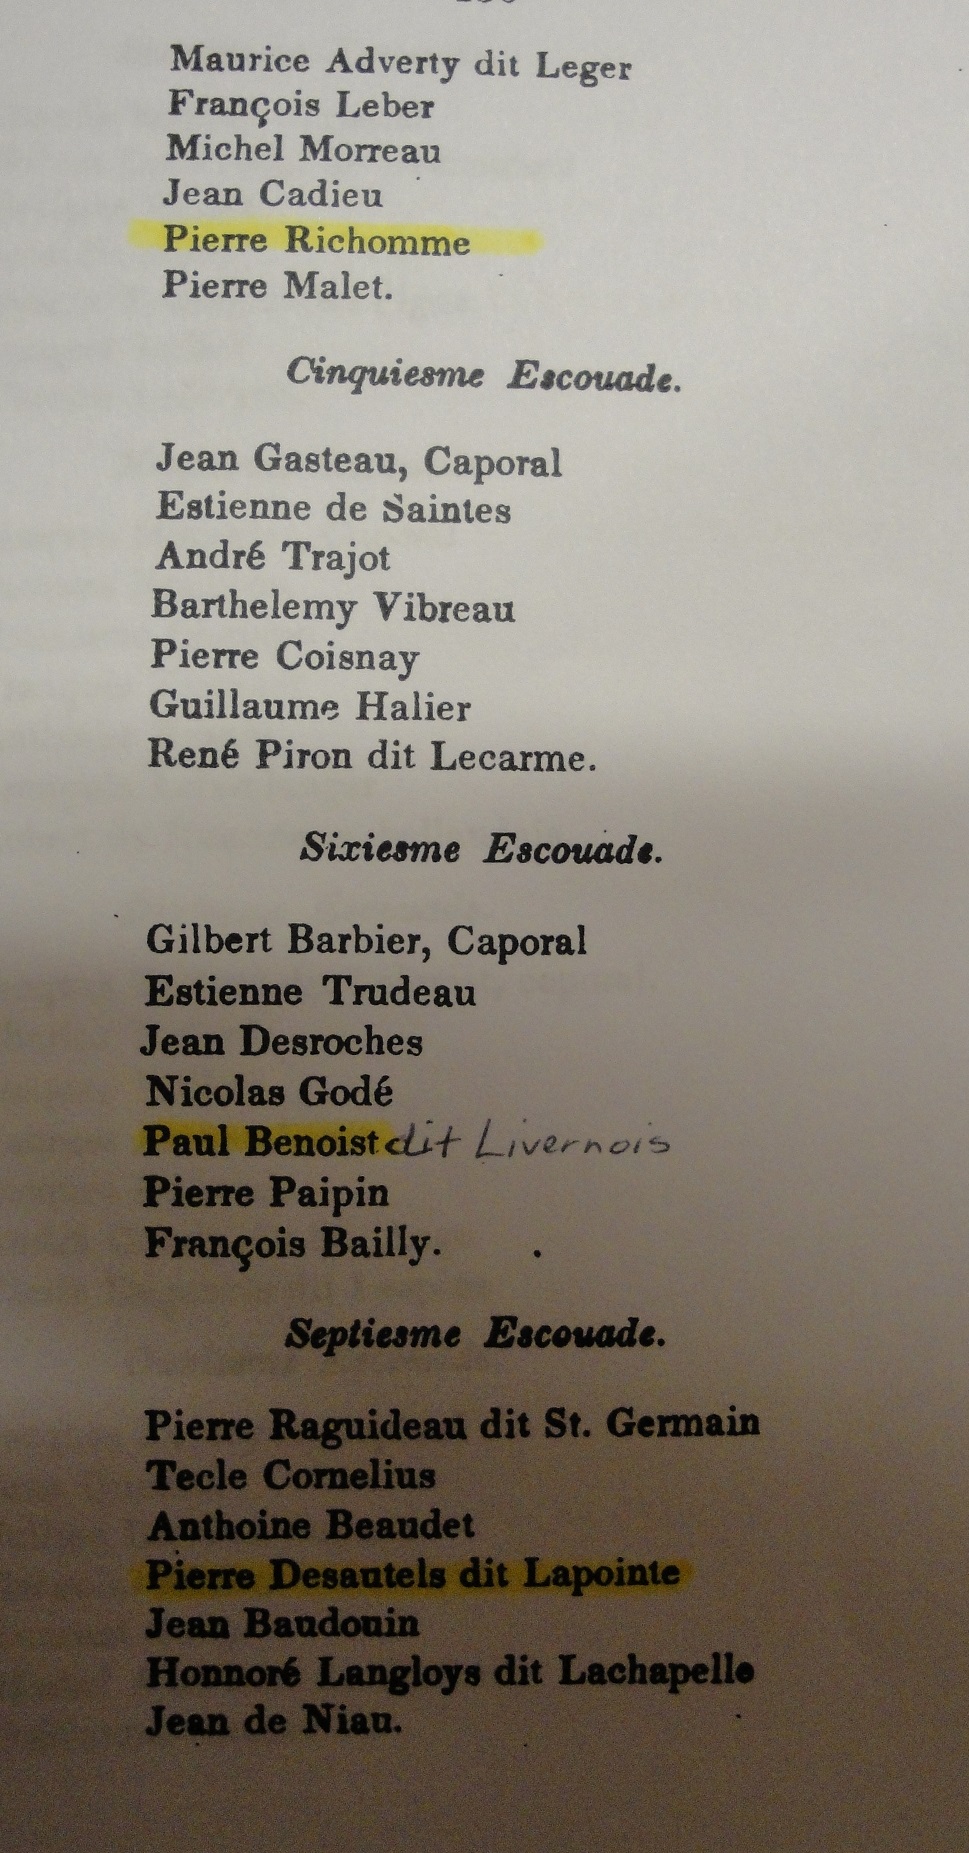 Maurice Adverty dit Leger
François Leber
Michel Morreau
Jean Cadieu
Pierre Richomme
Pierre Malet.
Cinquiesme Escouade.
Jean Gasteau, Caporal
Estienne de Saintes
André Trajot
Barthelemy Vibreau
Pierre Coisnay
Guillaume Halier
René Piron dit Lecarme.
Sixiesme Escouade.
Gilbert Barbier, Caporal
Estienne Trudeau
Jean Desroches
Nicolas Godé
Paul Benoist dit Livernois
Pierre Paipin
François Bailly.
Septiesme Escouade.
Pierre Raguideau dit St. Germain
Tecle Cornelius
Anthoine Beaudet
Pierre Desautels dit Lapointe
Jean Baudouin
Honnoré Langloys dit Lachapelle
Jean de Niau.